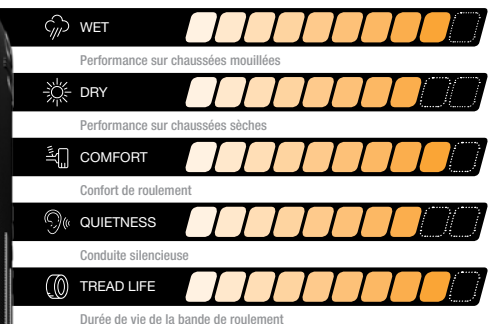 WET
Performance sur chaussées mouillées
DRY
Performance sur chaussées sèches
COMFORT
Confort de roulement
QUIETNESS
Conduite silencieuse
TREAD LIFE
Durée de vie de la bande de roulement